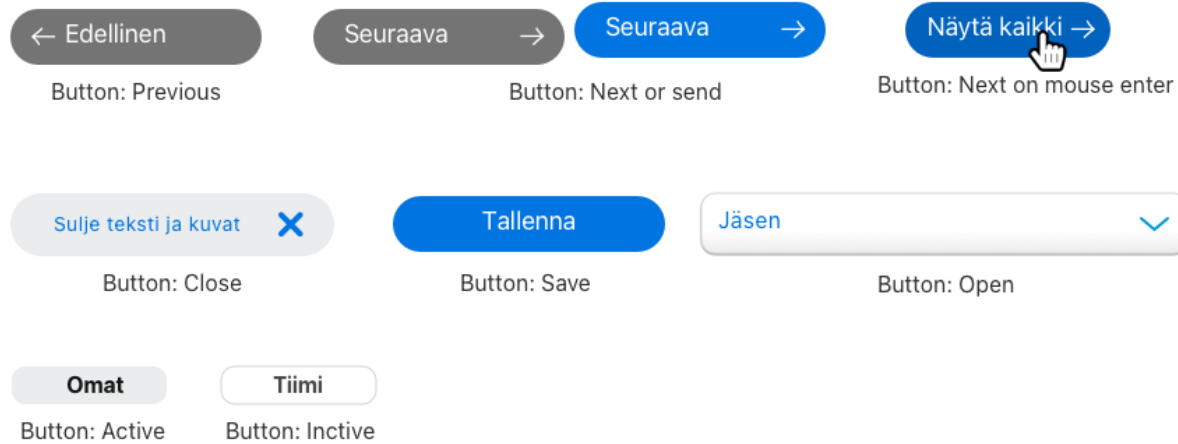 ← Edellinen
Seuraava →
Seuraava →
Näytä kaikki →
Button: Previous
Button: Next or send
Button: Next on mouse enter
Sulje teksti ja kuvat
Tallenna
Jäsen
Button: Close
Button: Save
Button: Open
Omat
Tiimi
Button: Active
Button: Inctive